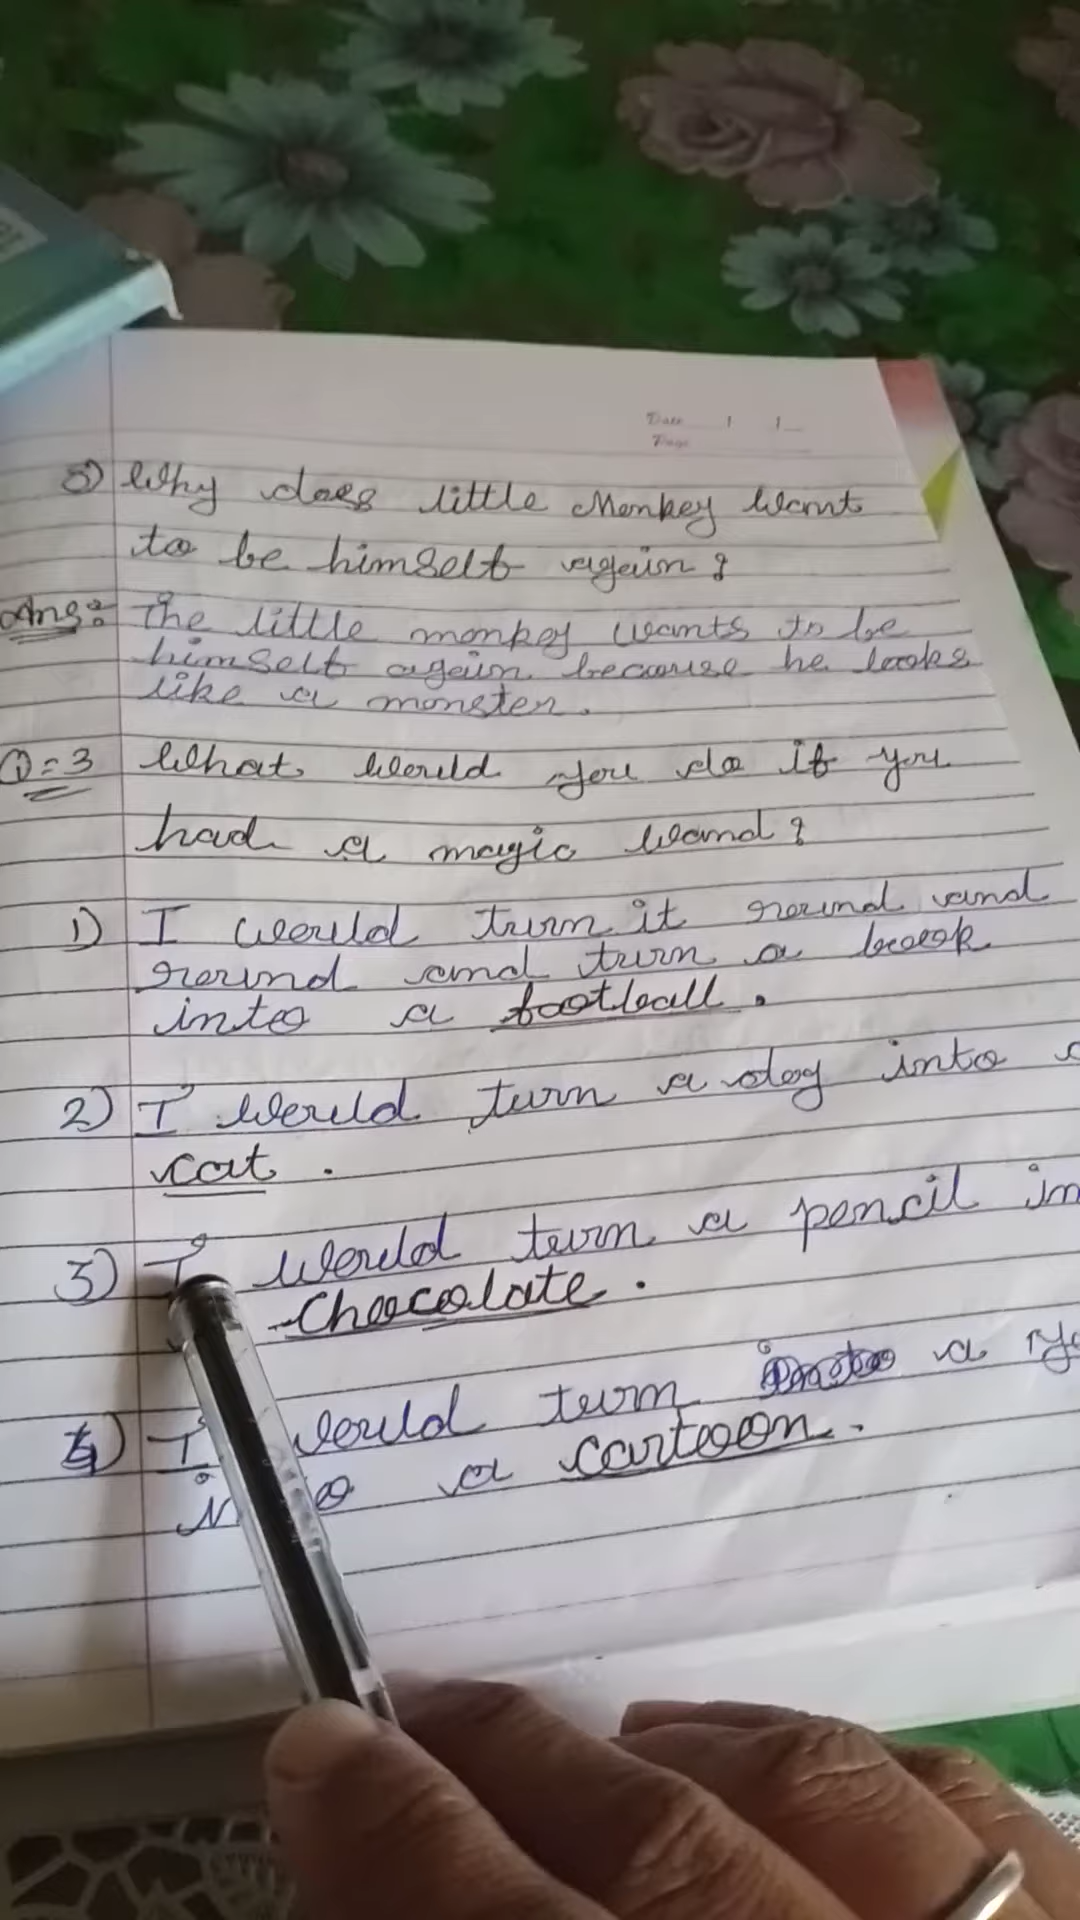 Date / /
Page
5) Why does little Monkey want
to be himself again?
Ans: The little monkey wants to be
himself again because he looks
like a monster.
Q=3 What would you do if you
had a magic wand?
1) I would turn it round and
round and turn a book
into a football.
2) I would turn a dog into
cat.
3) I would turn a pencil in
Chocolate.
4) I would turn a
into a cartoon.